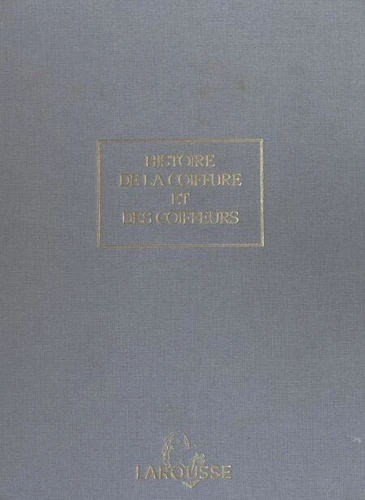 HISTOIRE
DE LA COIFFURE
ET
DES COIFFEURS
LAROUSSE